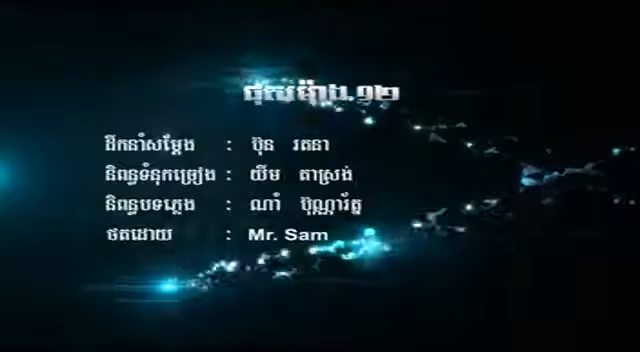 ផុសម៉ោង.១២
ដឹកនាំសម្ដែង : ប៊ុន រតនា
និពន្ធទំនុកច្រៀង : យឹម តាស្រង់
និពន្ធបទភ្លេង : ណាំ ប៊ុណ្ណារ័ត្ន
ថតដោយ : Mr. Sam